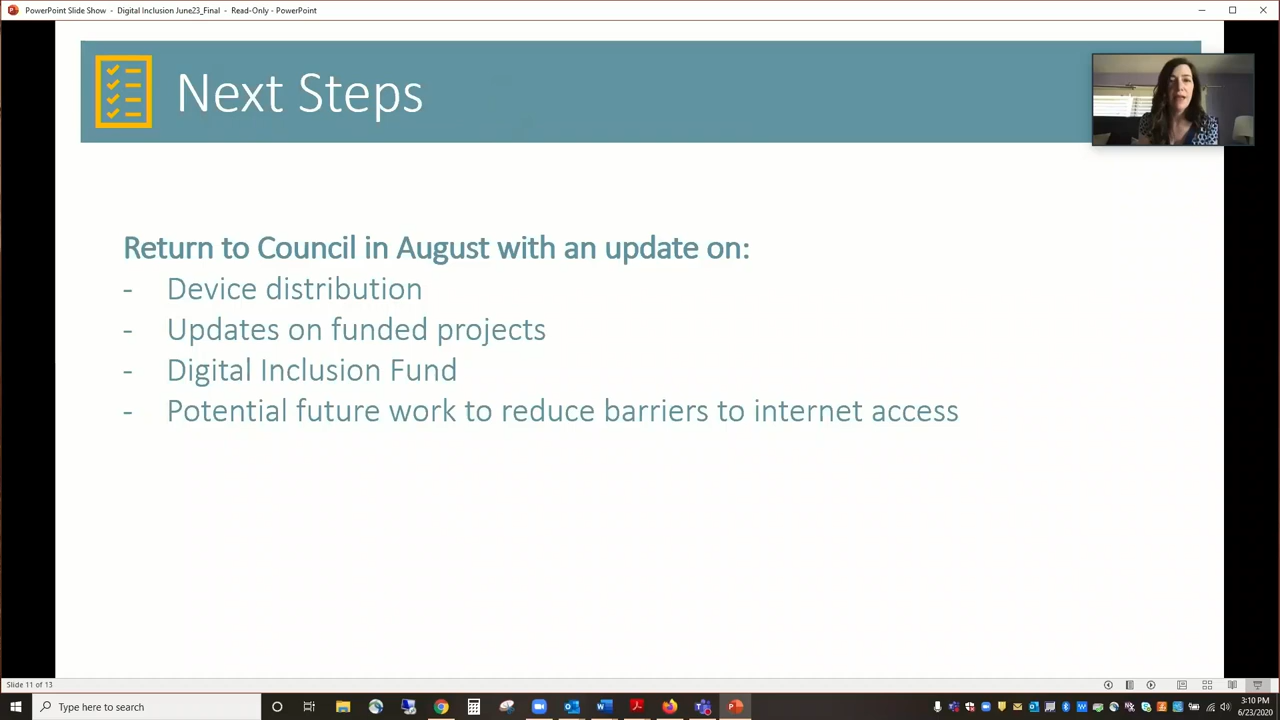 PowerPoint Slide Show - Digital Inclusion June23_Final - Read-Only - PowerPoint
Next Steps
Return to Council in August with an update on:
- Device distribution
- Updates on funded projects
- Digital Inclusion Fund
- Potential future work to reduce barriers to internet access
Slide 11 of 13
Type here to search
3:10 PM
6/23/2020